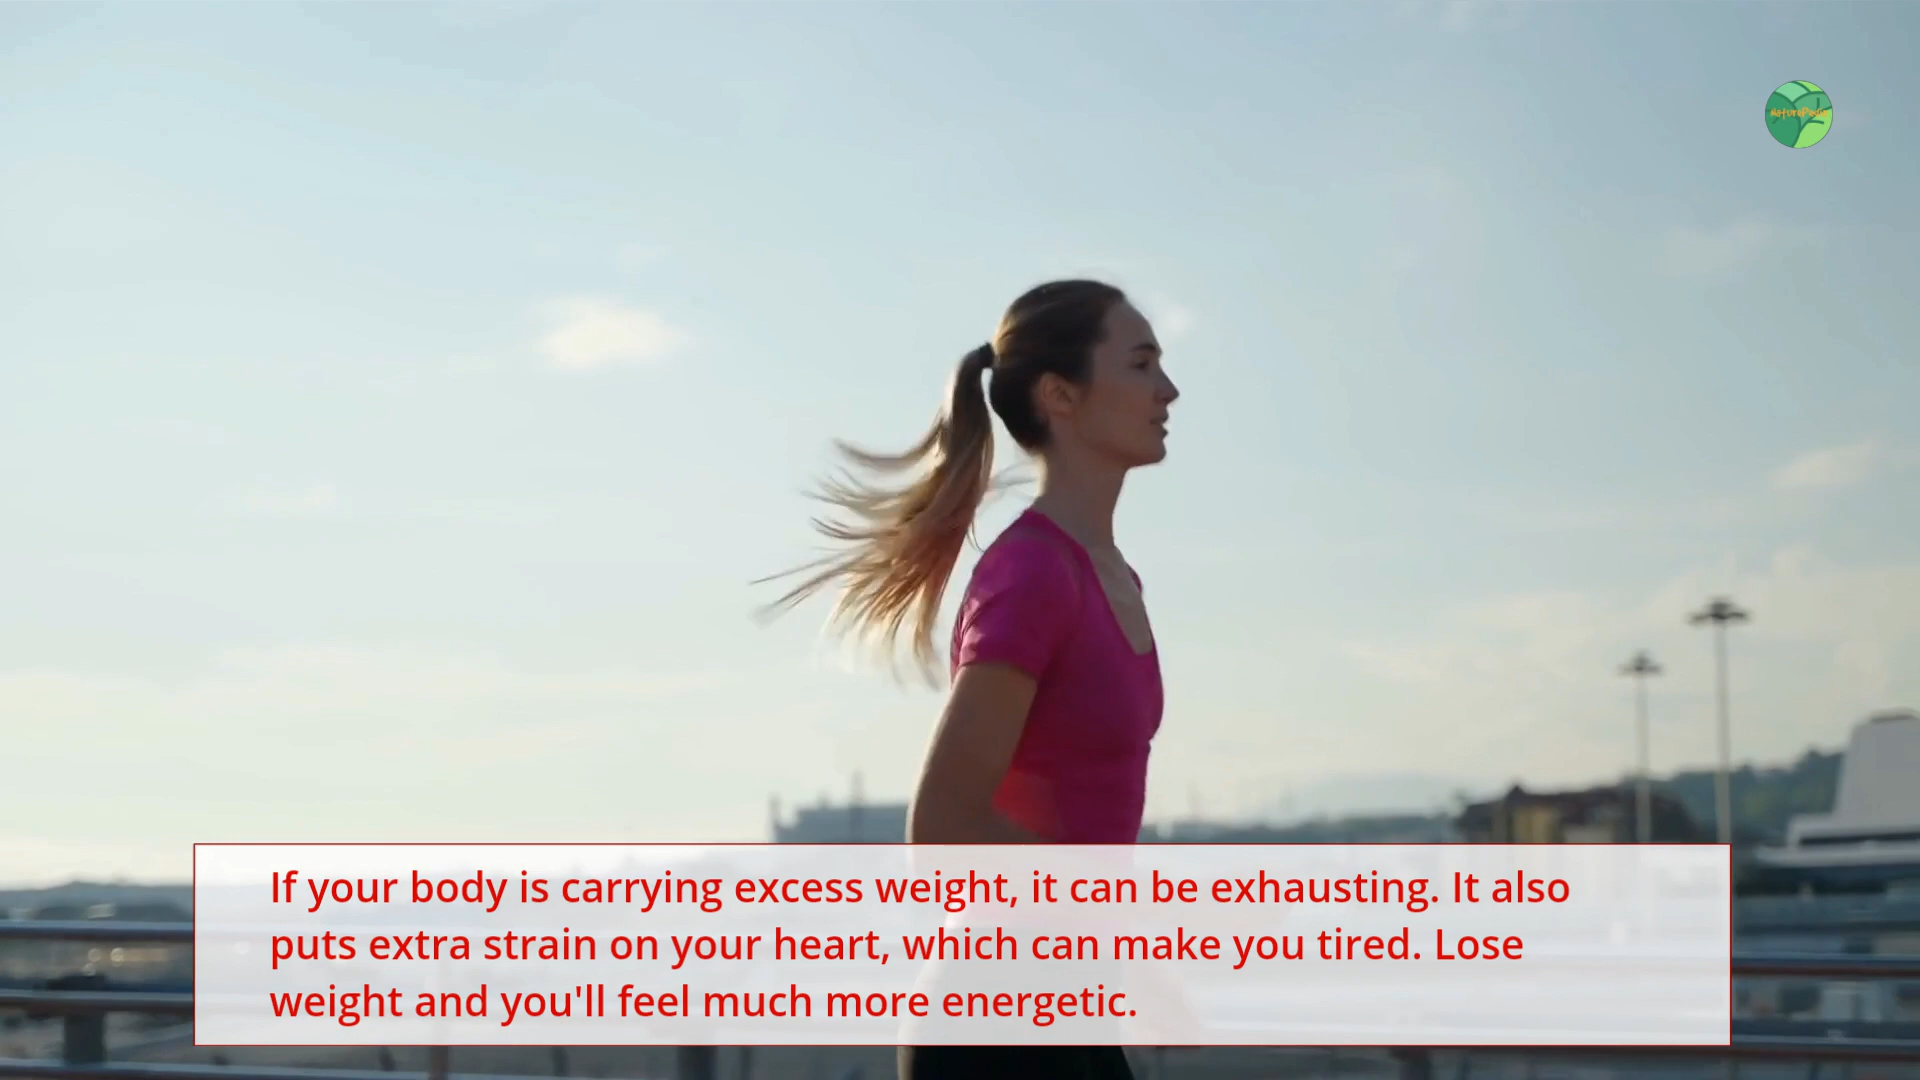 If your body is carrying excess weight, it can be exhausting. It also
puts extra strain on your heart, which can make you tired. Lose
weight and you'll feel much more energetic.